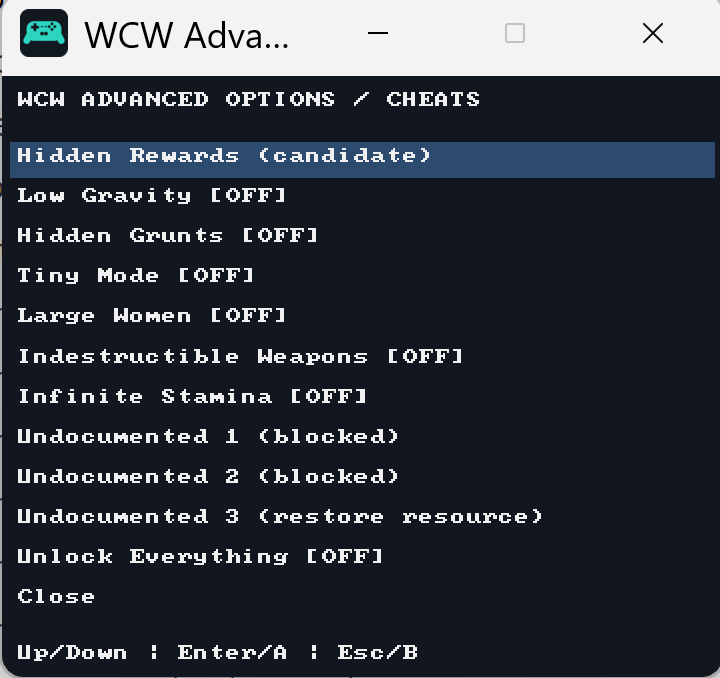 WCW Adva...
WCW ADVANCED OPTIONS / CHEATS
Hidden Rewards (candidate)
Low Gravity [OFF]
Hidden Grunts [OFF]
Tiny Mode [OFF]
Large Women [OFF]
Indestructible Weapons [OFF]
Infinite Stamina [OFF]
Undocumented 1 (blocked)
Undocumented 2 (blocked)
Undocumented 3 (restore resource)
Unlock Everything [OFF]
Close
Up/Down | Enter/A | Esc/B